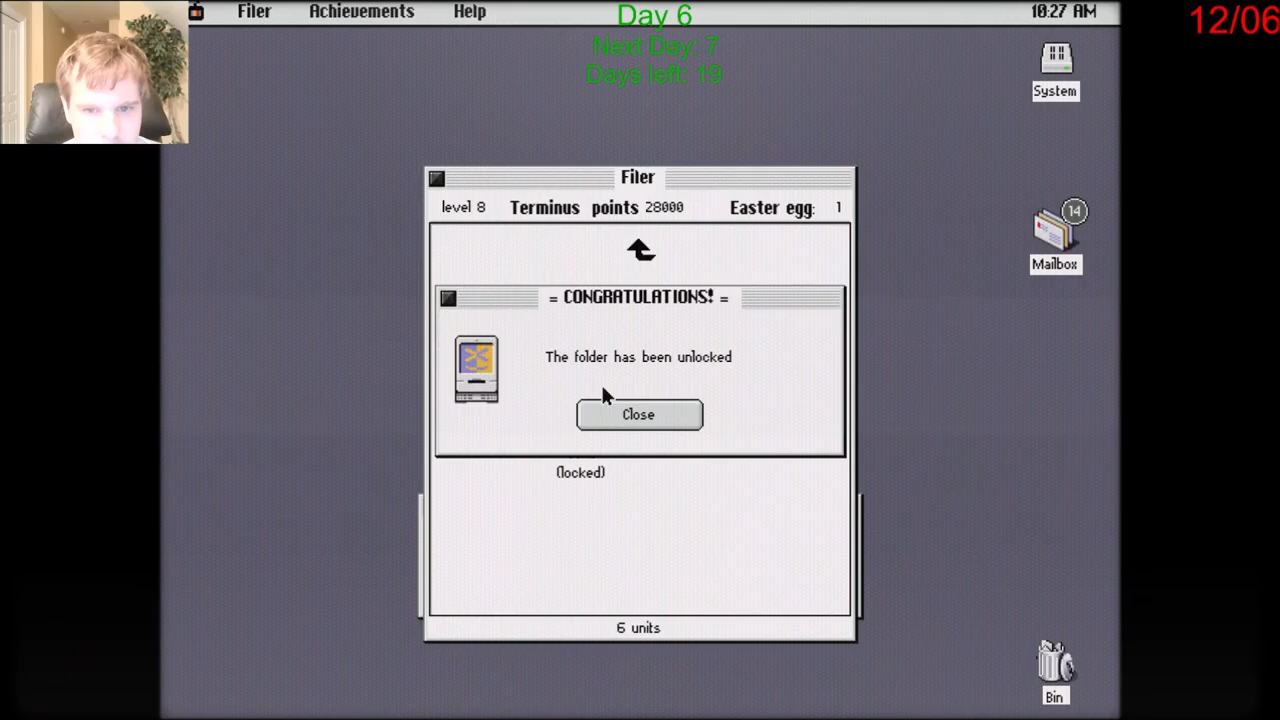 Filer Achievements Help 10:27 AM
Day 6
Next Day: 7
Days left: 19
12/06
System
14
Mailbox
Filer
level 8 Terminus points 28000 Easter egg: 1
= CONGRATULATIONS! =
The folder has been unlocked
Close
(locked)
6 units
Bin